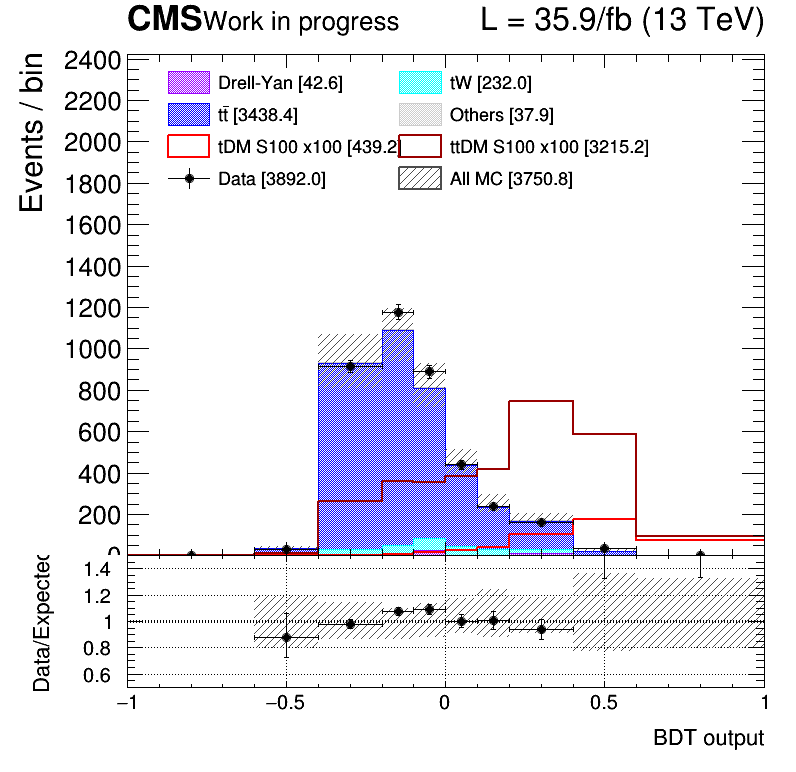 CMS Work in progress L = 35.9/fb (13 TeV)
Events / bin
2400
2200
2000
1800
1600
1400
1200
1000
800
600
400
200
0
Drell-Yan [42.6]
tW [232.0]
tt̄ [3438.4]
Others [37.9]
tDM S100 x100 [439.2]
ttDM S100 x100 [3215.2]
Data [3892.0]
All MC [3750.8]
Data/Expected
1.4
1.2
1
0.8
0.6
−1 −0.5 0 0.5 1
BDT output